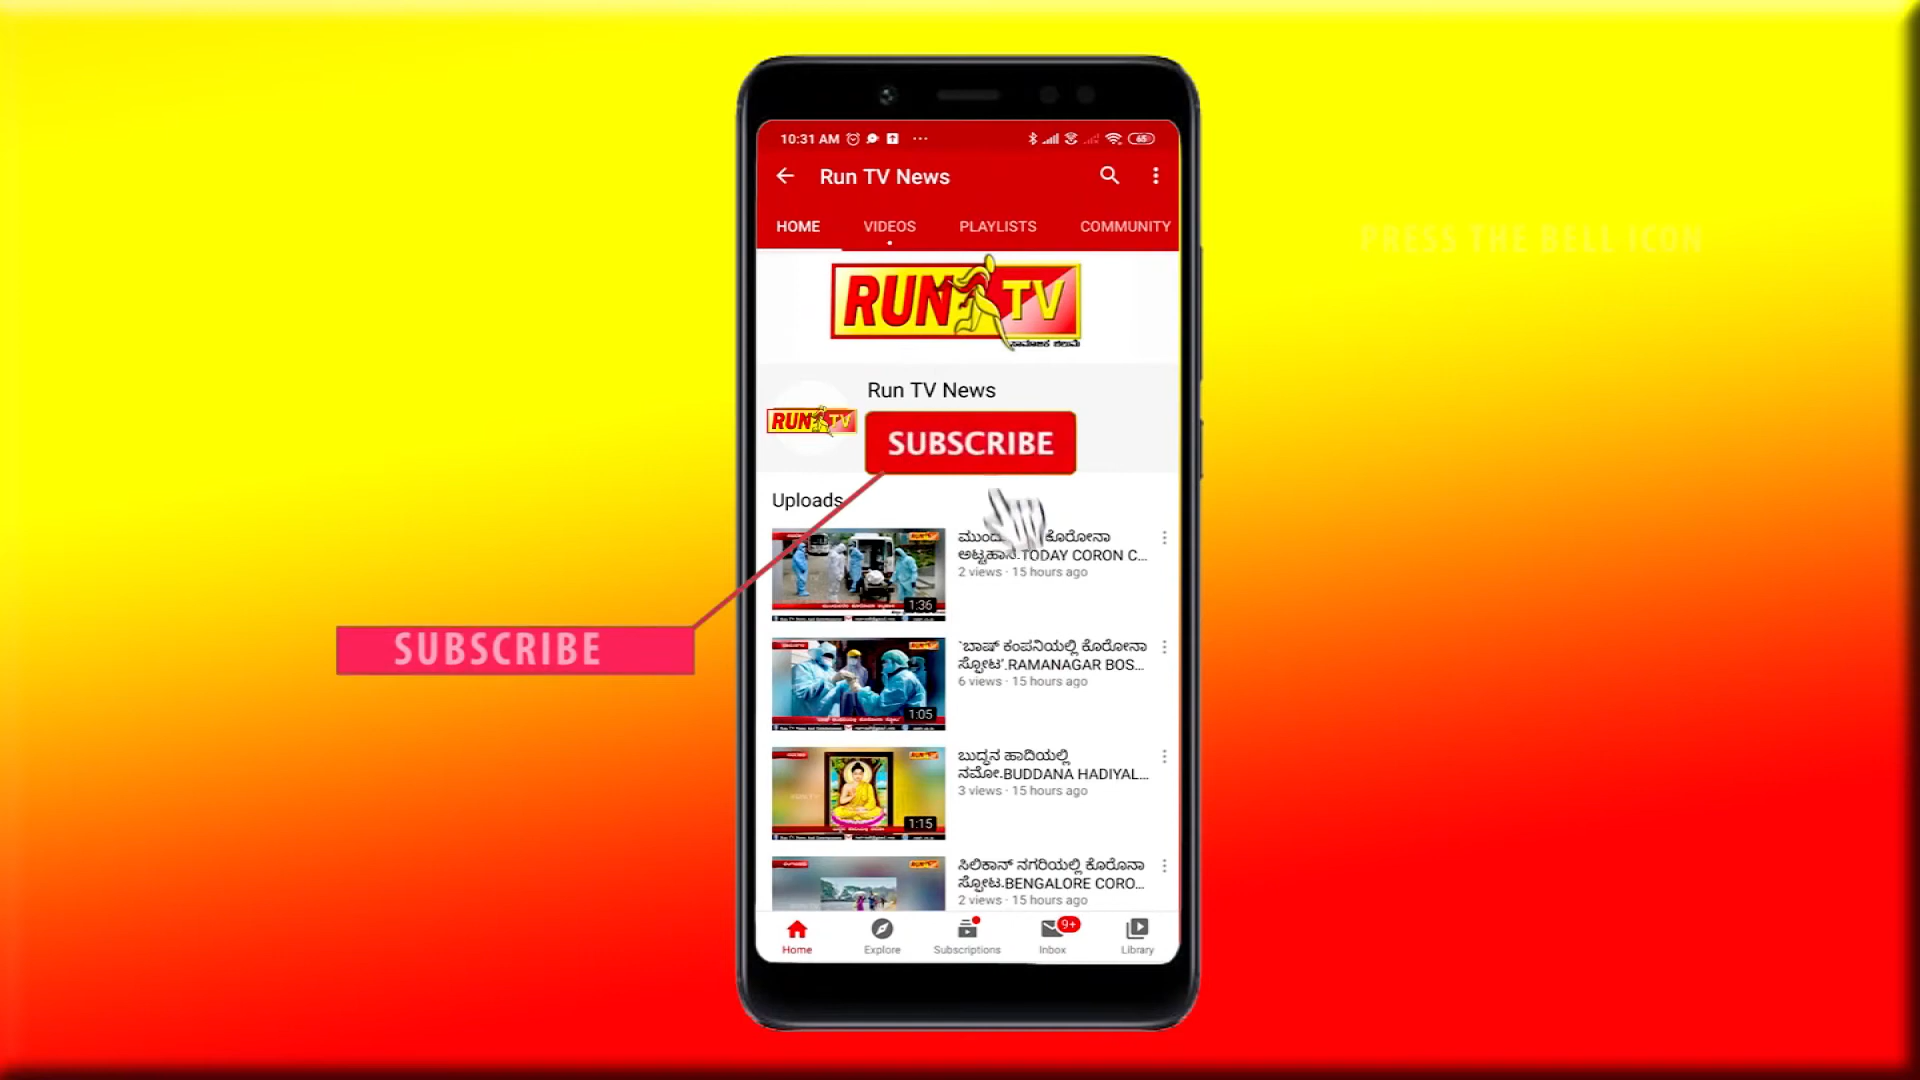 10:31 AM
65
Run TV News
HOME VIDEOS PLAYLISTS COMMUNITY
RUN TV
ಸಾಮಾಜಿಕ ಚಿಲುಮೆ
PRESS THE BELL ICON
Run TV News
RUN TV
SUBSCRIBE
Uploads
ಕೊರೋನಾ
ಅಟ್ಟಹಾಸ.TODAY CORON C...
2 views · 15 hours ago
1:36
SUBSCRIBE
`ಬಾಷ್ ಕಂಪನಿಯಲ್ಲಿ ಕೊರೋನಾ
ಸ್ಫೋಟ'.RAMANAGAR BOS...
6 views · 15 hours ago
1:05
ಬುದ್ಧನ ಹಾದಿಯಲ್ಲಿ
ನಮೋ.BUDDANA HADIYAL...
3 views · 15 hours ago
1:15
ಸಿಲಿಕಾನ್ ನಗರಿಯಲ್ಲಿ ಕೊರೊನಾ
ಸ್ಫೋಟ.BENGALORE CORO...
2 views · 15 hours ago
9+
Home Explore Subscriptions Inbox Library